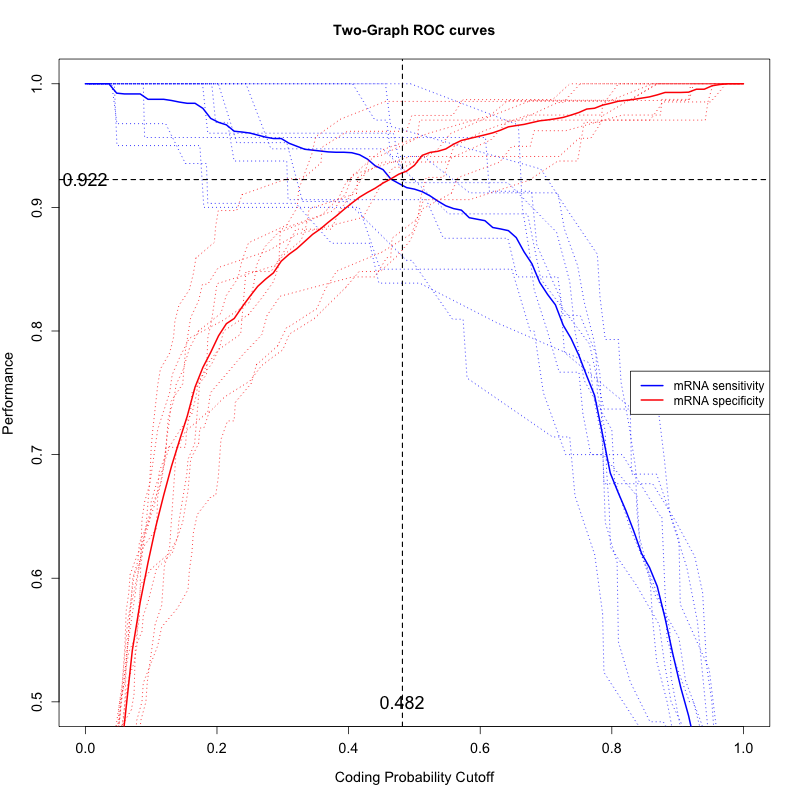 Two-Graph ROC curves
Performance
1.0
0.9
0.8
0.7
0.6
0.5
0.922
0.482
mRNA sensitivity
mRNA specificity
0.0 0.2 0.4 0.6 0.8 1.0
Coding Probability Cutoff